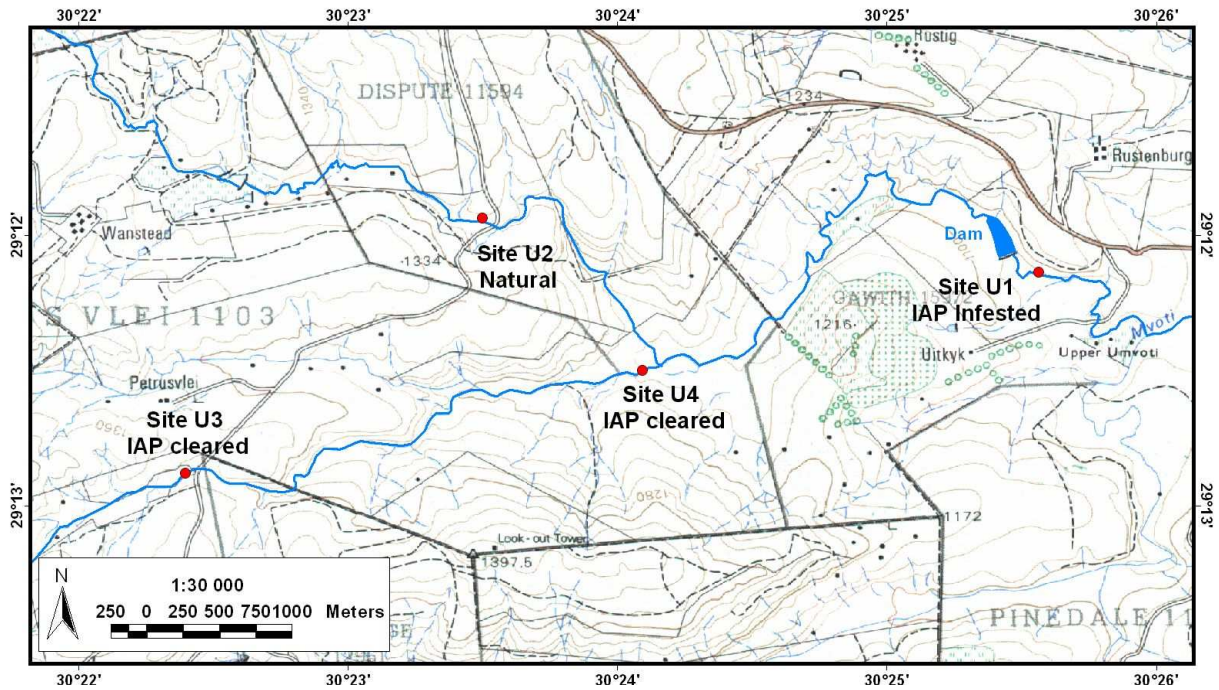 30°22' 30°23' 30°24' 30°25' 30°26'
Rustig
DISPUTE 11594
1340
1234
Rustenburg
29°12'
29°12'
Wanstead
Dam
Site U2
Natural
1334
Site U1
IAP Infested
GAWITH 15972
S VLEI 1103
1216
Mvoti
Uitkyk
Upper Umvoti
Petrusvlei
Site U4
IAP cleared
Site U3
IAP cleared
1360
1280
29°13'
29°13'
1172
Look-out Tower
1397.5
N
1:30 000
250 0 250 500 750 1000 Meters
PINEDALE 11
30°22' 30°23' 30°24' 30°25' 30°26'